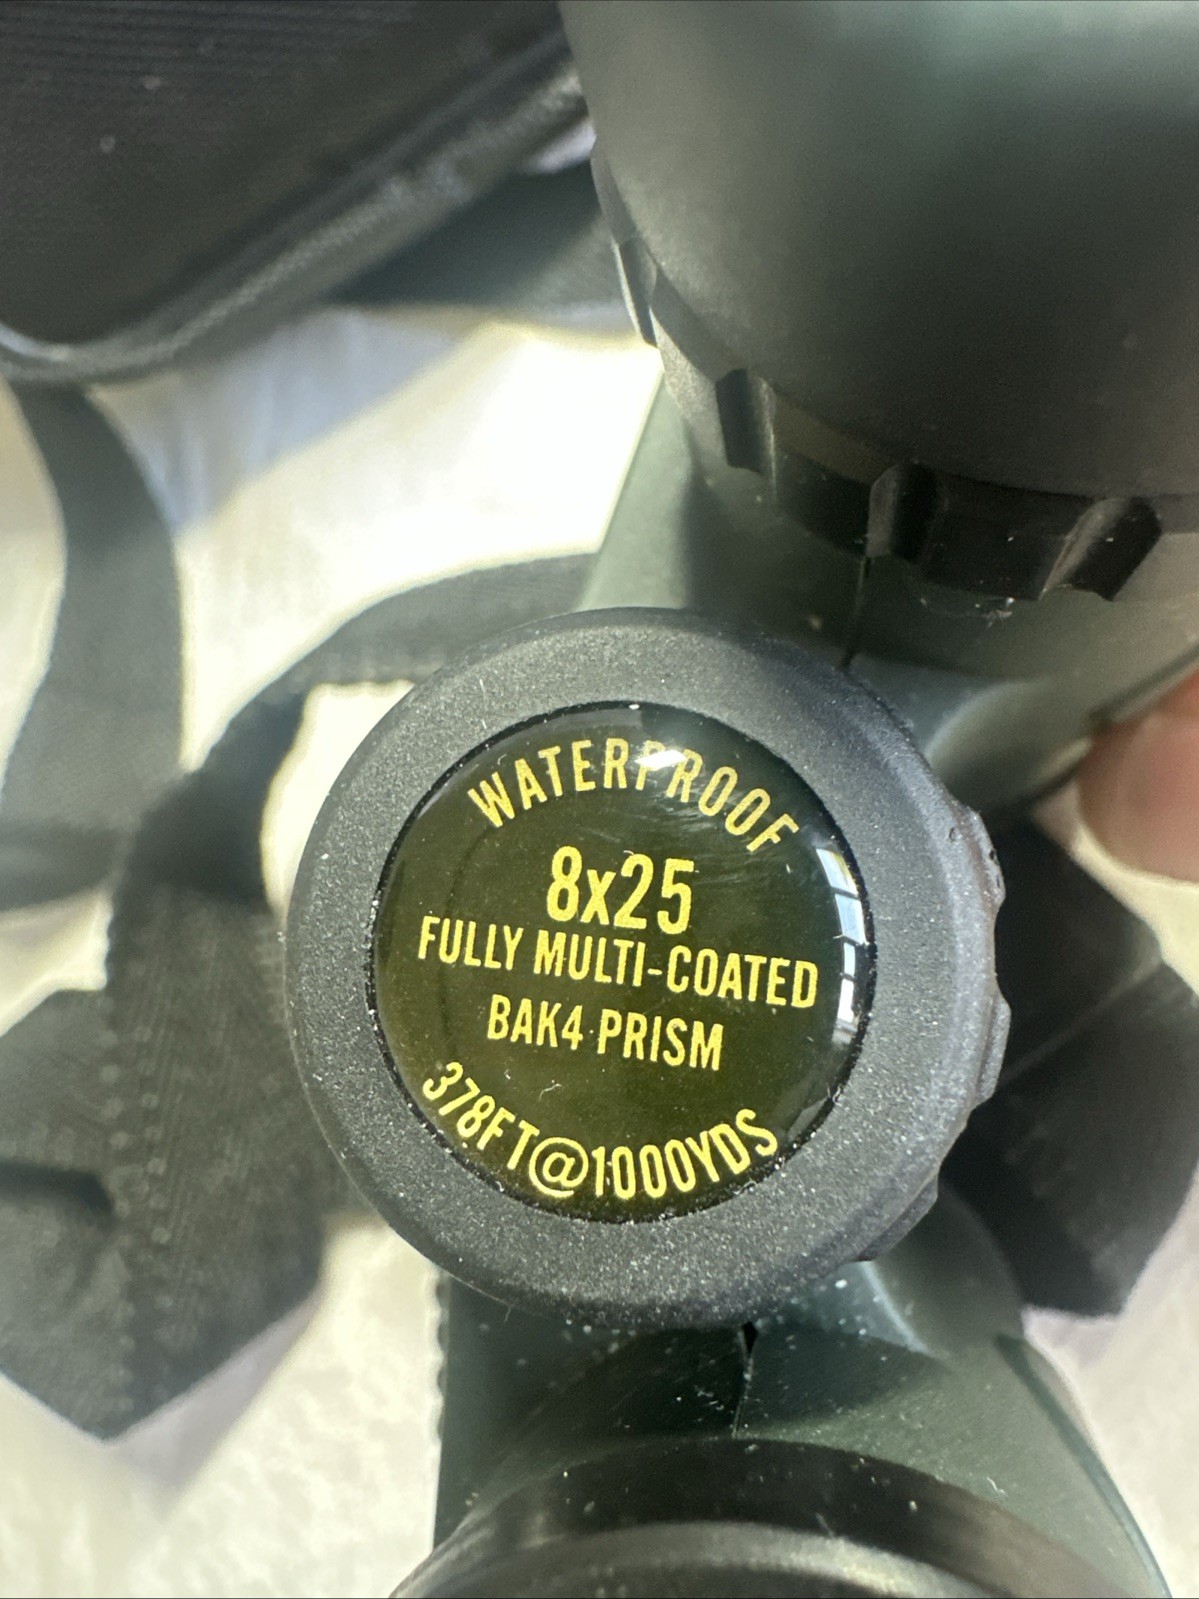 WATERPROOF
8x25
FULLY MULTI-COATED
BAK4 PRISM
378FT@1000YDS